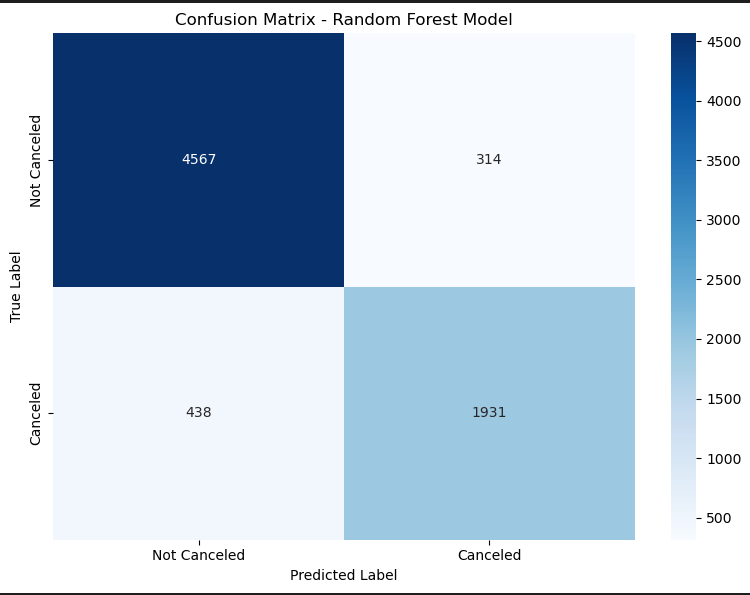 Confusion Matrix - Random Forest Model
True Label
Not Canceled
Canceled
4567
314
438
1931
Not Canceled
Canceled
Predicted Label
4500
4000
3500
3000
2500
2000
1500
1000
500